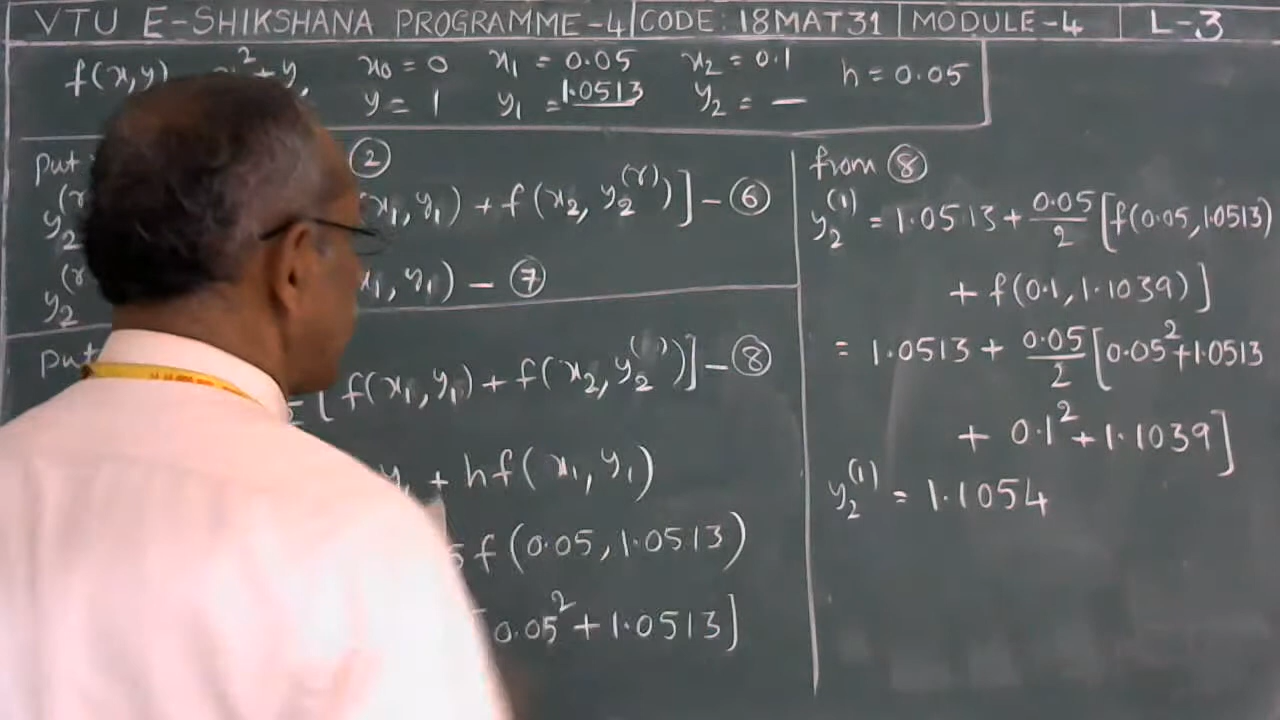 VTU E-SHIKSHANA PROGRAMME-4 | CODE: 18MAT31 | MODULE-4 | L-3
f(x,y) x² + y, x₀ = 0 x₁ = 0.05 x₂ = 0.1 h = 0.05
y = 1 y₁ = 1.0513 y₂ = —
Put ②
y₂^(r x₁, y₁) + f(x₂, y₂^(r))] — ⑥
y₂^(r x₁, y₁) — ⑦
put
[f(x₁, y₁) + f(x₂, y₂^(0))] — ⑧
y₁ + hf(x₁, y₁)
5 f(0.05, 1.0513)
[0.05² + 1.0513]
from ⑧
y₂^(1) = 1.0513 + 0.05/2 [f(0.05, 1.0513)
+ f(0.1, 1.1039)]
= 1.0513 + 0.05/2 [0.05² + 1.0513
+ 0.1² + 1.1039]
y₂^(1) = 1.1054